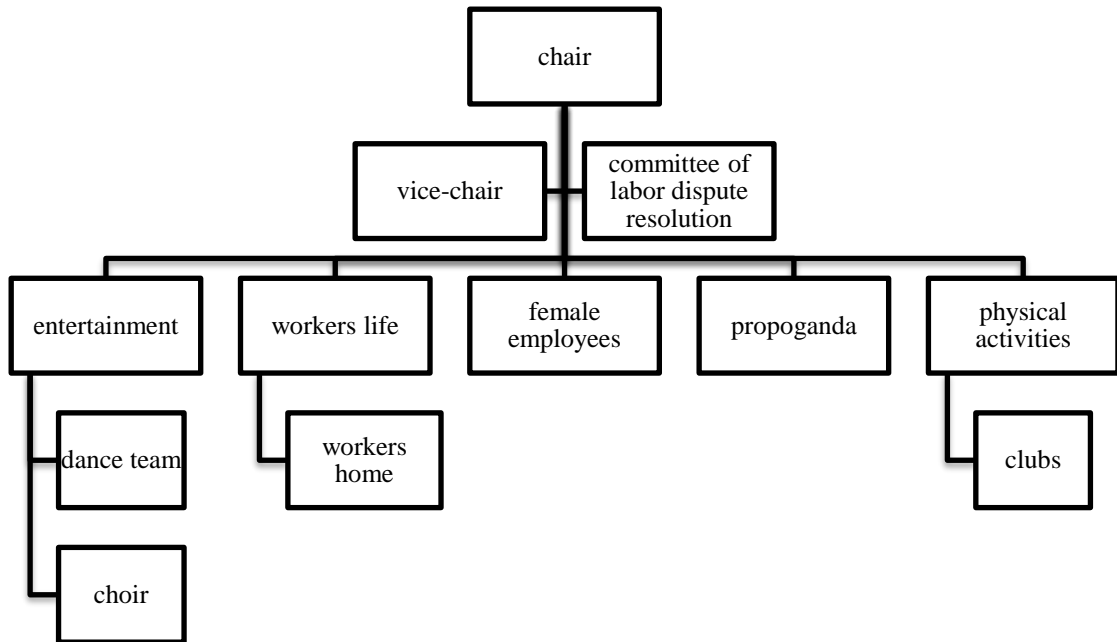 chair
vice-chair
committee of
labor dispute
resolution
entertainment
workers life
female
employees
propoganda
physical
activities
dance team
workers
home
clubs
choir